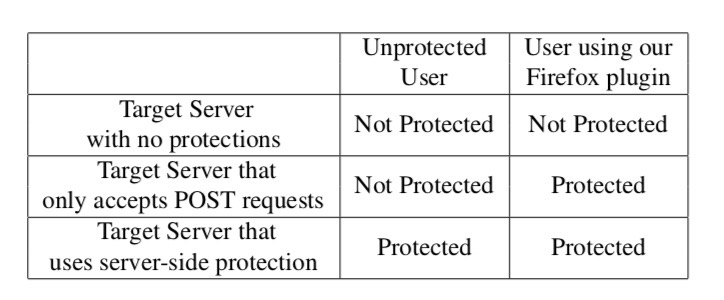 Unprotected
User
User using our
Firefox plugin
Target Server
with no protections
Not Protected
Not Protected
Target Server that
only accepts POST requests
Not Protected
Protected
Target Server that
uses server-side protection
Protected
Protected